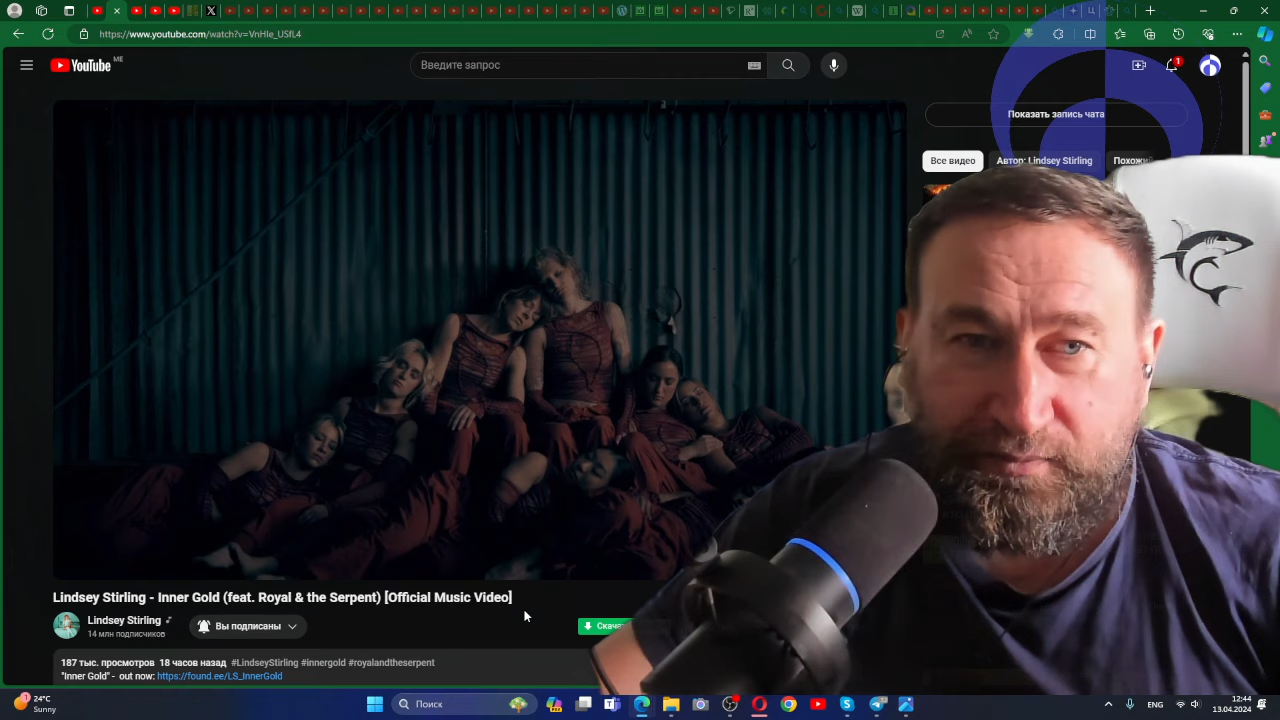 https://www.youtube.com/watch?v=VnHle_USfL4
YouTube ME
Введите запрос
1
Показать запись чата
Все видео
Автор: Lindsey Stirling
Lindsey Stirling - Inner Gold (feat. Royal & the Serpent) [Official Music Video]
Lindsey Stirling
14 млн подписчиков
Вы подписаны
187 тыс. просмотров 18 часов назад #LindseyStirling #innergold #royalandtheserpent
"Inner Gold" - out now: https://found.ee/LS_InnerGold
1
24°C
Sunny
Поиск
ENG
12:44
13.04.2024